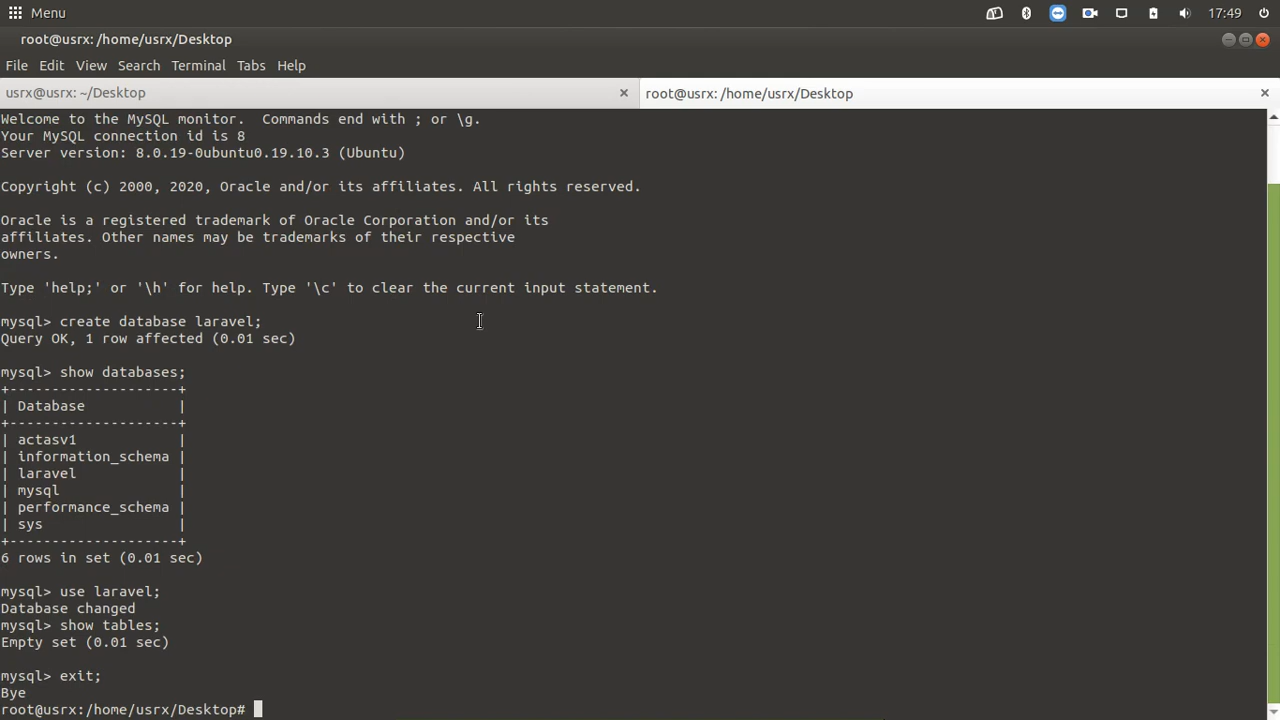 Menu 17:49
root@usrx: /home/usrx/Desktop
File Edit View Search Terminal Tabs Help
usrx@usrx: ~/Desktop × root@usrx: /home/usrx/Desktop ×
Welcome to the MySQL monitor.  Commands end with ; or \g.
Your MySQL connection id is 8
Server version: 8.0.19-0ubuntu0.19.10.3 (Ubuntu)
Copyright (c) 2000, 2020, Oracle and/or its affiliates. All rights reserved.
Oracle is a registered trademark of Oracle Corporation and/or its
affiliates. Other names may be trademarks of their respective
owners.
Type 'help;' or '\h' for help. Type '\c' to clear the current input statement.
mysql> create database laravel;
Query OK, 1 row affected (0.01 sec)
mysql> show databases;
+--------------------+
| Database           |
+--------------------+
| actasv1            |
| information_schema |
| laravel            |
| mysql              |
| performance_schema |
| sys                |
+--------------------+
6 rows in set (0.01 sec)
mysql> use laravel;
Database changed
mysql> show tables;
Empty set (0.01 sec)
mysql> exit;
Bye
root@usrx:/home/usrx/Desktop#